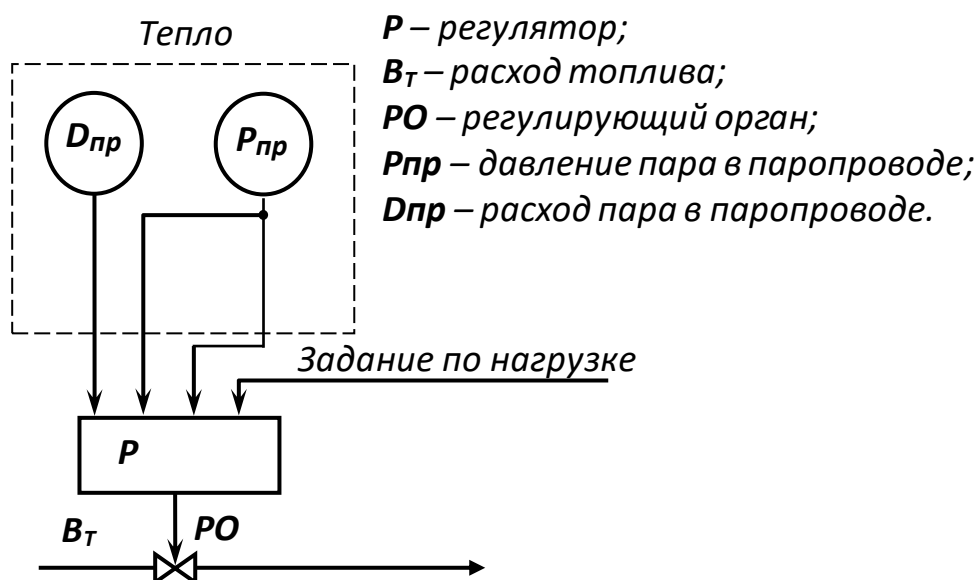 Тепло
Dпр
Pпр
P – регулятор;
Bт – расход топлива;
РО – регулирующий орган;
Рпр – давление пара в паропроводе;
Dпр – расход пара в паропроводе.
Задание по нагрузке
P
Bт
РО